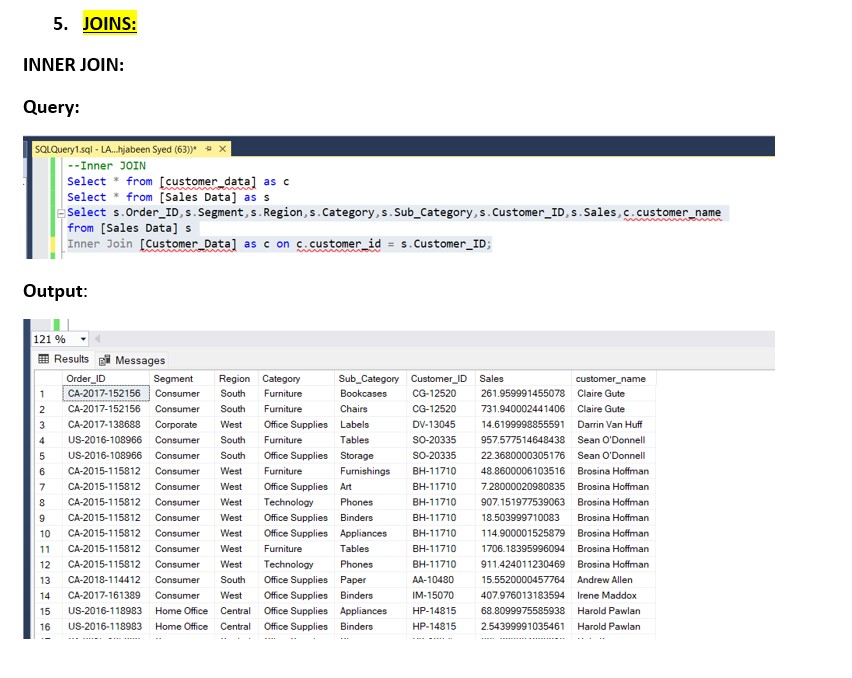 5. JOINS:
INNER JOIN:
Query:
SQLQuery1.sql - LA...hjabeen Syed (63))*
--Inner JOIN
Select * from [customer_data] as c
Select * from [Sales Data] as s
Select s.Order_ID,s.Segment,s.Region,s.Category,s.Sub_Category,s.Customer_ID,s.Sales,c.customer_name
from [Sales Data] s
Inner Join [Customer_Data] as c on c.customer_id = s.Customer_ID;
Output:
121 %
Results Messages
Order_ID Segment Region Category Sub_Category Customer_ID Sales customer_name
1 CA-2017-152156 Consumer South Furniture Bookcases CG-12520 261.959991455078 Claire Gute
2 CA-2017-152156 Consumer South Furniture Chairs CG-12520 731.940002441406 Claire Gute
3 CA-2017-138688 Corporate West Office Supplies Labels DV-13045 14.6199998855591 Darrin Van Huff
4 US-2016-108966 Consumer South Furniture Tables SO-20335 957.577514648438 Sean O'Donnell
5 US-2016-108966 Consumer South Office Supplies Storage SO-20335 22.3680000305176 Sean O'Donnell
6 CA-2015-115812 Consumer West Furniture Furnishings BH-11710 48.8600006103516 Brosina Hoffman
7 CA-2015-115812 Consumer West Office Supplies Art BH-11710 7.28000020980835 Brosina Hoffman
8 CA-2015-115812 Consumer West Technology Phones BH-11710 907.151977539063 Brosina Hoffman
9 CA-2015-115812 Consumer West Office Supplies Binders BH-11710 18.503999710083 Brosina Hoffman
10 CA-2015-115812 Consumer West Office Supplies Appliances BH-11710 114.900001525879 Brosina Hoffman
11 CA-2015-115812 Consumer West Furniture Tables BH-11710 1706.18395996094 Brosina Hoffman
12 CA-2015-115812 Consumer West Technology Phones BH-11710 911.424011230469 Brosina Hoffman
13 CA-2018-114412 Consumer South Office Supplies Paper AA-10480 15.5520000457764 Andrew Allen
14 CA-2017-161389 Consumer West Office Supplies Binders IM-15070 407.976013183594 Irene Maddox
15 US-2016-118983 Home Office Central Office Supplies Appliances HP-14815 68.8099975585938 Harold Pawlan
16 US-2016-118983 Home Office Central Office Supplies Binders HP-14815 2.54399991035461 Harold Pawlan